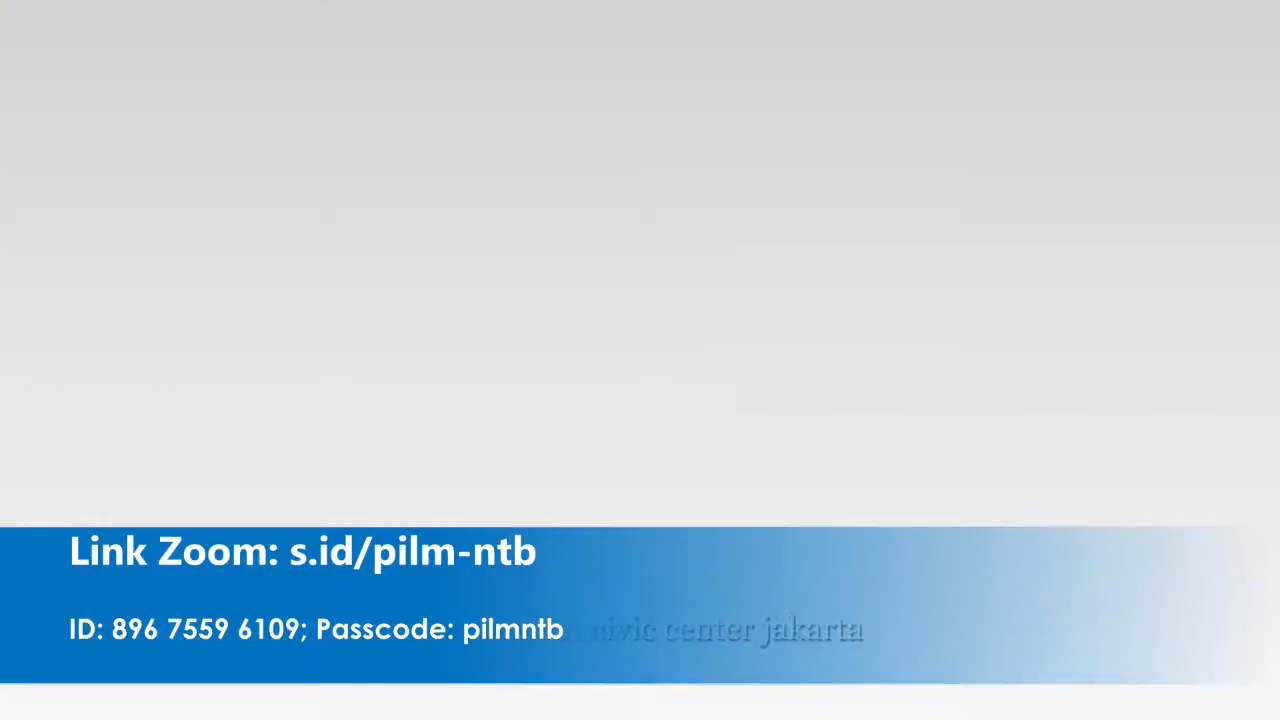 Link Zoom: s.id/pilm-ntb
ID: 896 7559 6109; Passcode: pilmntb civic center jakarta